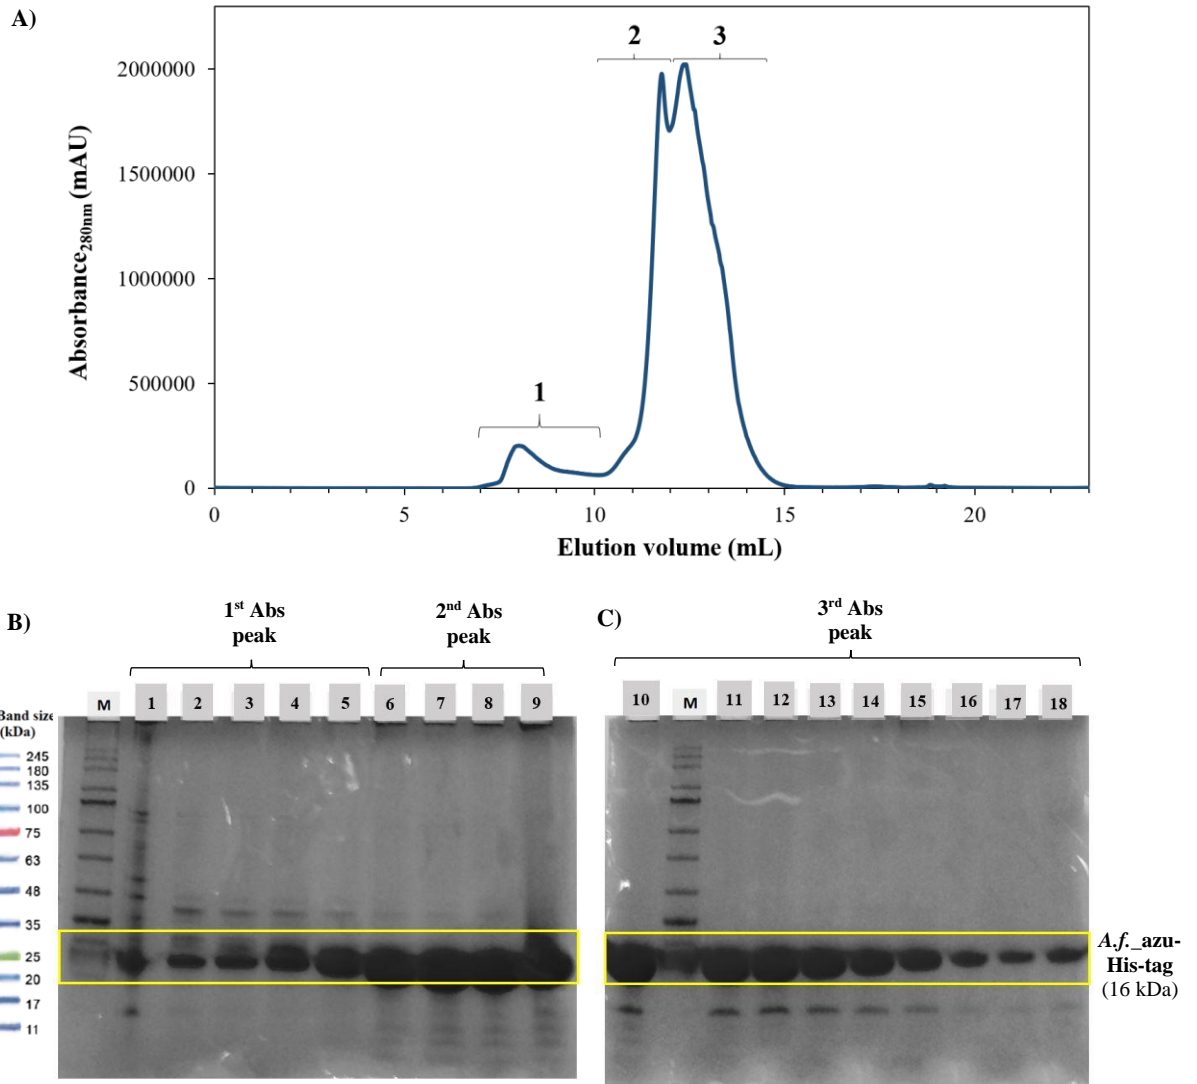 A)
2
3
2000000
1500000
1000000
500000
0
1
Absorbance280nm (mAU)
0
5
10
15
20
Elution volume (mL)
B)
1st Abs
peak
2nd Abs
peak
C)
3rd Abs
peak
M
1
2
3
4
5
6
7
8
9
10
M
11
12
13
14
15
16
17
18
Band size
(kDa)
245
180
135
100
75
63
48
35
25
20
17
11
A.f._azu-
His-tag
(16 kDa)